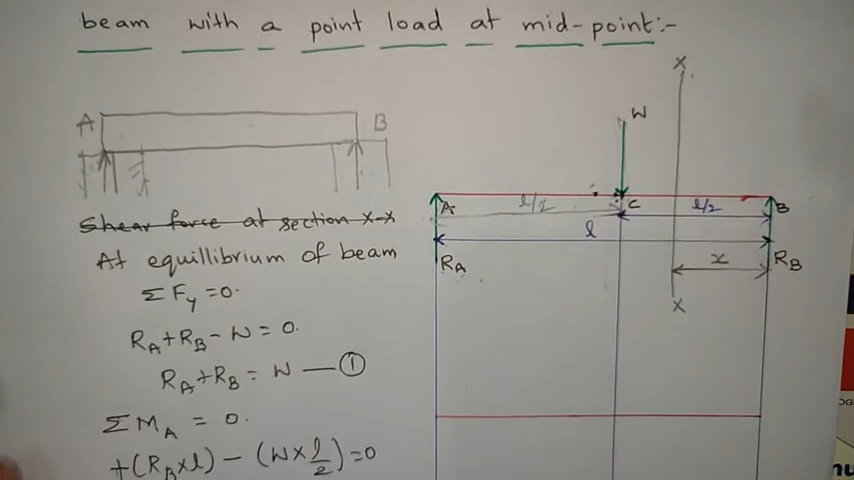 beam with a point load at mid-point:-
A B
Shear force at section X-X
At equillibrium of beam
ΣFy =0.
RA+RB- W = 0.
RA+RB = W — ①
ΣMA = 0.
+(RB×l) - (W×l/2)=0
X
W
A l/2 C l/2 B
l
RA x RB
X